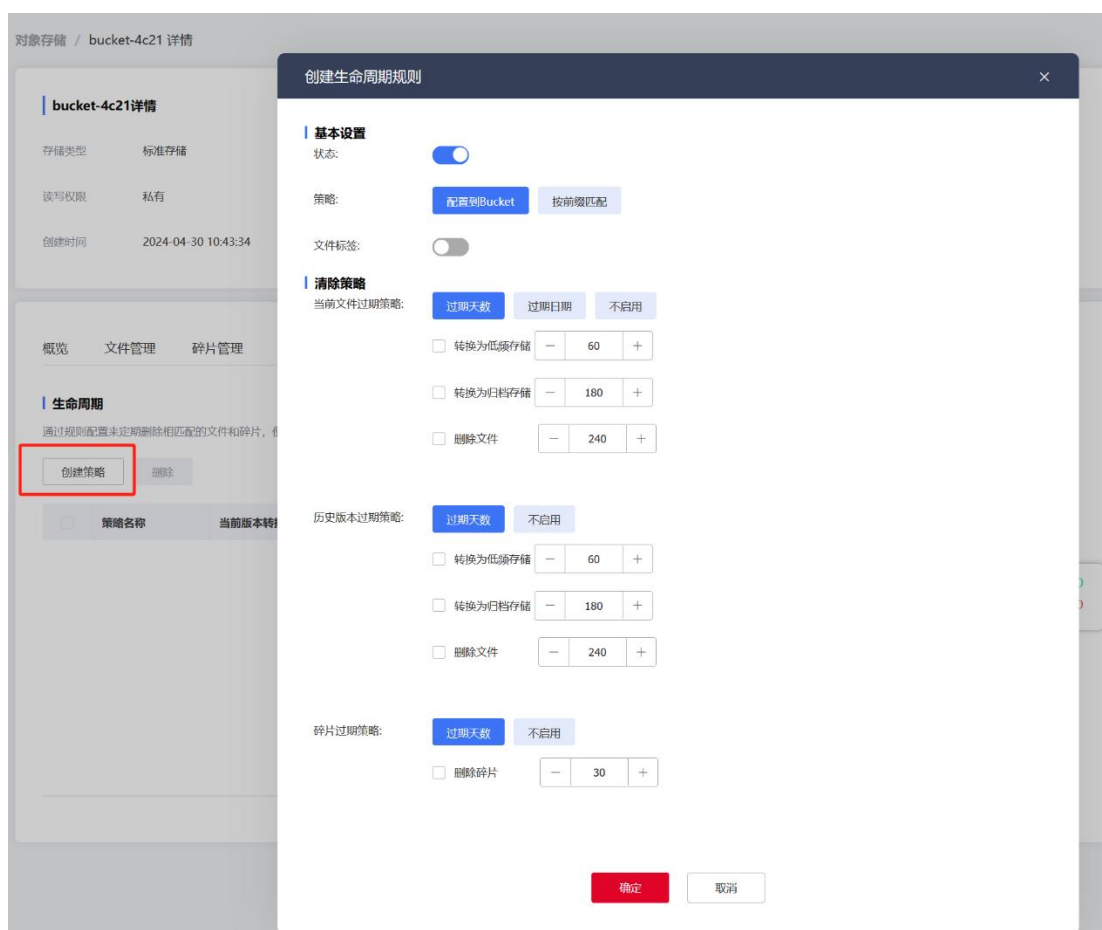 对象存储 / bucket-4c21 详情
bucket-4c21详情
存储类型 标准存储
读写权限 私有
创建时间 2024-04-30 10:43:34
概览 文件管理 碎片管理
生命周期
通过规则配置来定期删除相匹配的文件和碎片，
创建策略 删除
策略名称 当前版本转
创建生命周期规则 ×
基本设置
状态:
策略: 配置到Bucket 按前缀匹配
文件标签:
清除策略
当前文件过期策略: 过期天数 过期日期 不启用
转换为低频存储 − 60 +
转换为归档存储 − 180 +
删除文件 − 240 +
历史版本过期策略: 过期天数 不启用
转换为低频存储 − 60 +
转换为归档存储 − 180 +
删除文件 − 240 +
碎片过期策略: 过期天数 不启用
删除碎片 − 30 +
确定 取消